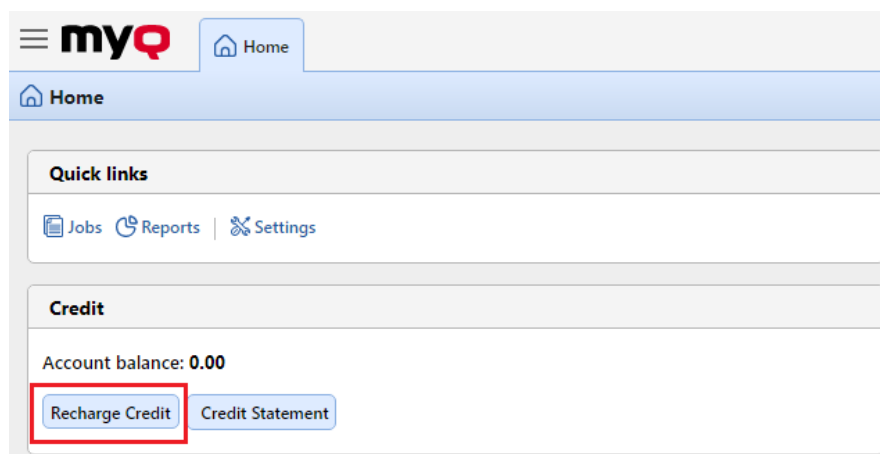 myQ Home
Home
Quick links
Jobs Reports | Settings
Credit
Account balance: 0.00
Recharge Credit Credit Statement